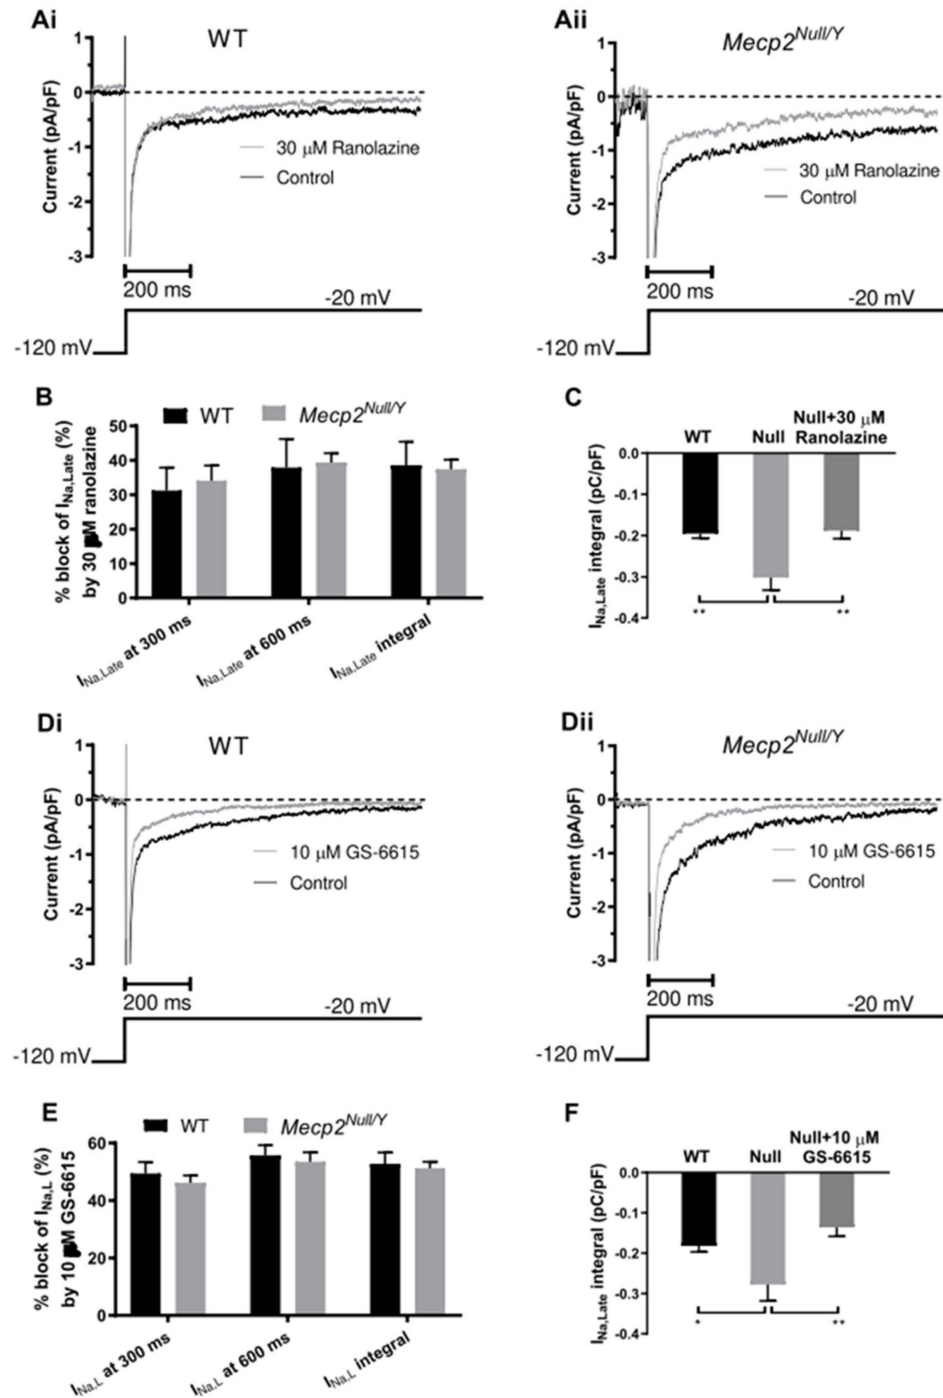 Ai
WT
1
0
-1
-2
-3
Current (pA/pF)
30 μM Ranolazine
Control
200 ms
-20 mV
-120 mV
Aii
Mecp2Null/Y
1
0
-1
-2
-3
Current (pA/pF)
30 μM Ranolazine
Control
200 ms
-20 mV
-120 mV
B
WT
Mecp2Null/Y
% block of INa,Late (%)
by 30 μM ranolazine
50
40
30
20
10
0
INa,Late at 300 ms
INa,Late at 600 ms
INa,Late integral
C
WT
Null
Null+30 μM
Ranolazine
INa,Late integral (pC/pF)
0.0
-0.1
-0.2
-0.3
-0.4
**
**
Di
WT
1
0
-1
-2
-3
Current (pA/pF)
10 μM GS-6615
Control
200 ms
-20 mV
-120 mV
Dii
Mecp2Null/Y
1
0
-1
-2
-3
Current (pA/pF)
10 μM GS-6615
Control
200 ms
-20 mV
-120 mV
E
WT
Mecp2Null/Y
% block of INa,L (%)
by 10 μM GS-6615
60
40
20
0
INa,L at 300 ms
INa,L at 600 ms
INa,L integral
F
WT
Null
Null+10 μM
GS-6615
INa,Late integral (pC/pF)
0.0
-0.1
-0.2
-0.3
-0.4
*
**